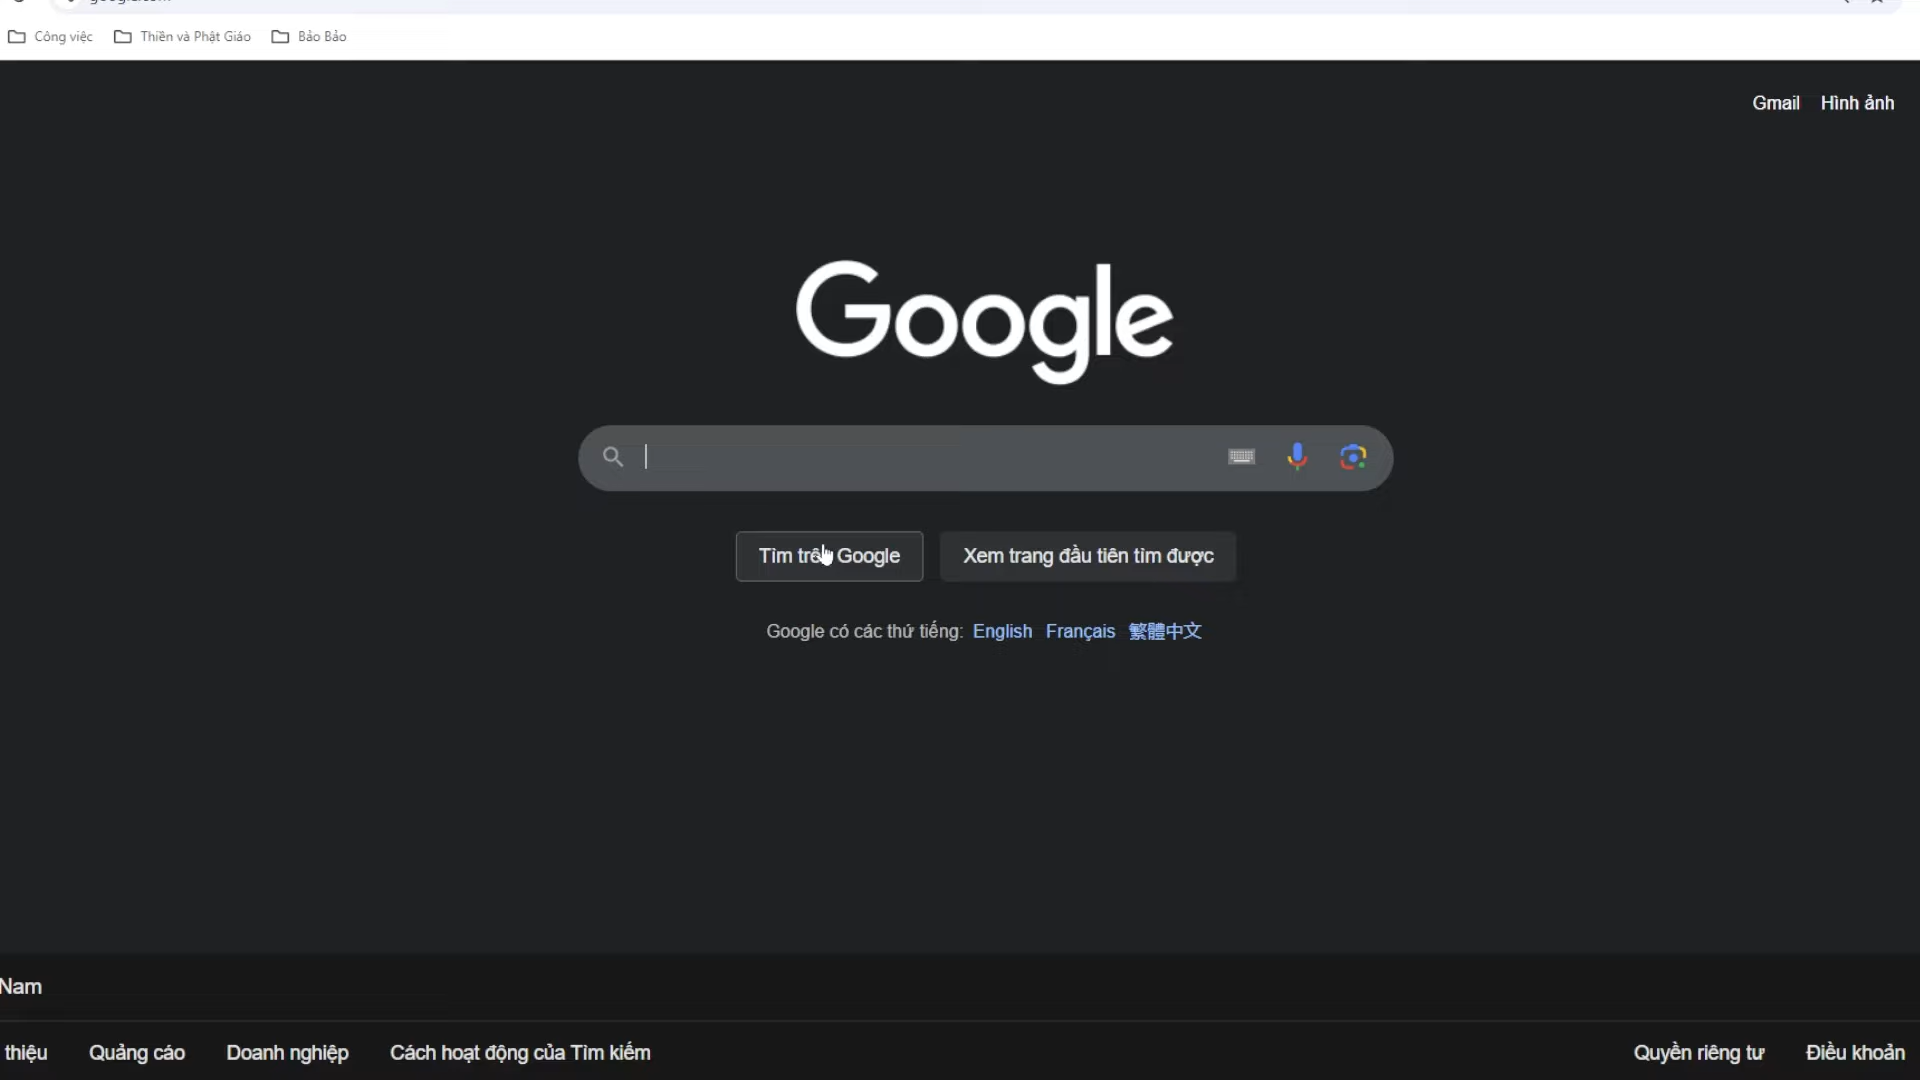 Công việc Thiền và Phật Giáo Bảo Bảo
Gmail Hình ảnh
Google
Tìm trên Google Xem trang đầu tiên tìm được
Google có các thứ tiếng: English Français 繁體中文
Nam
thiệu Quảng cáo Doanh nghiệp Cách hoạt động của Tìm kiếm Quyền riêng tư Điều khoản